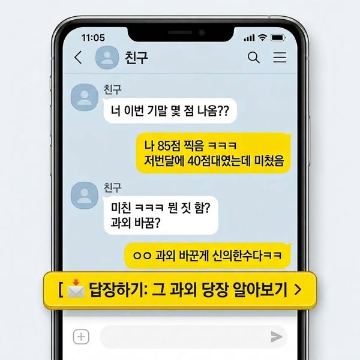 11:05
친구
친구
너 이번 기말 몇 점 나옴??
나 85점 찍음 ㅋㅋㅋ
저번달에 40점대였는데 미쳤음
친구
미친 ㅋㅋㅋ 뭔 짓 함?
과외 바꿈?
ㅇㅇ 과외 바꾼게 신의한수다ㅋㅋ
[ 답장하기: 그 과외 당장 알아보기 >